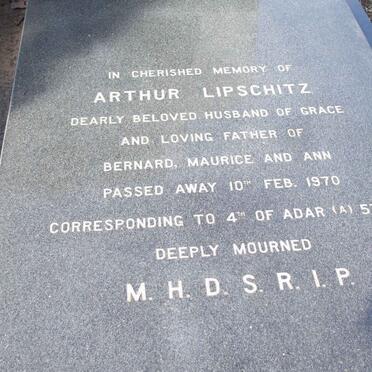 IN CHERISHED MEMORY OF
ARTHUR LIPSCHITZ
DEARLY BELOVED HUSBAND OF GRACE
AND LOVING FATHER OF
BERNARD, MAURICE AND ANN
PASSED AWAY 10TH FEB. 1970
CORRESPONDING TO 4TH OF ADAR (A)
DEEPLY MOURNED
M. H. D. S. R. I. P.